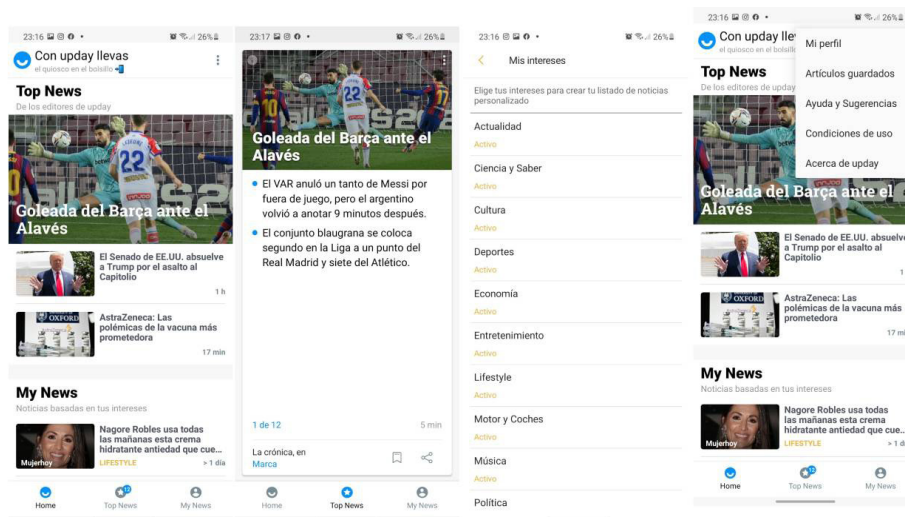 23:16
26%
Con upday llevas
el quiosco en el bolsillo
Top News
De los editores de upday
Goleada del Barça ante el
Alavés
El Senado de EE.UU. absuelve
a Trump por el asalto al
Capitolio
1 h
OXFORD
AstraZeneca: Las
polémicas de la vacuna más
prometedora
17 min
My News
Noticias basadas en tus intereses
Mujerhoy
Nagore Robles usa todas
las mañanas esta crema
hidratante antiedad que cue...
LIFESTYLE
> 1 día
Home
12
Top News
My News
23:17
26%
Goleada del Barça ante el
Alavés
El VAR anuló un tanto de Messi por
fuera de juego, pero el argentino
volvió a anotar 9 minutos después.
El conjunto blaugrana se coloca
segundo en la Liga a un punto del
Real Madrid y siete del Atlético.
1 de 12
5 min
La crónica, en
Marca
Home
Top News
My News
23:16
26%
Mis intereses
Elige tus intereses para crear tu listado de noticias
personalizado
Actualidad
Activo
Ciencia y Saber
Activo
Cultura
Activo
Deportes
Activo
Economía
Activo
Entretenimiento
Activo
Lifestyle
Activo
Motor y Coches
Activo
Música
Activo
Política
23:16
26%
Con upday lle
el quiosco en el bolsill
Mi perfil
Artículos guardados
Ayuda y Sugerencias
Condiciones de uso
Acerca de upday
Top News
De los editores de upday
Goleada del Barça ante el
Alavés
El Senado de EE.UU. absuelve
a Trump por el asalto al
Capitolio
1
OXFORD
AstraZeneca: Las
polémicas de la vacuna más
prometedora
17 mi
My News
Noticias basadas en tus intereses
Mujerhoy
Nagore Robles usa todas
las mañanas esta crema
hidratante antiedad que cue..
LIFESTYLE
> 1 d
Home
12
Top News
My News